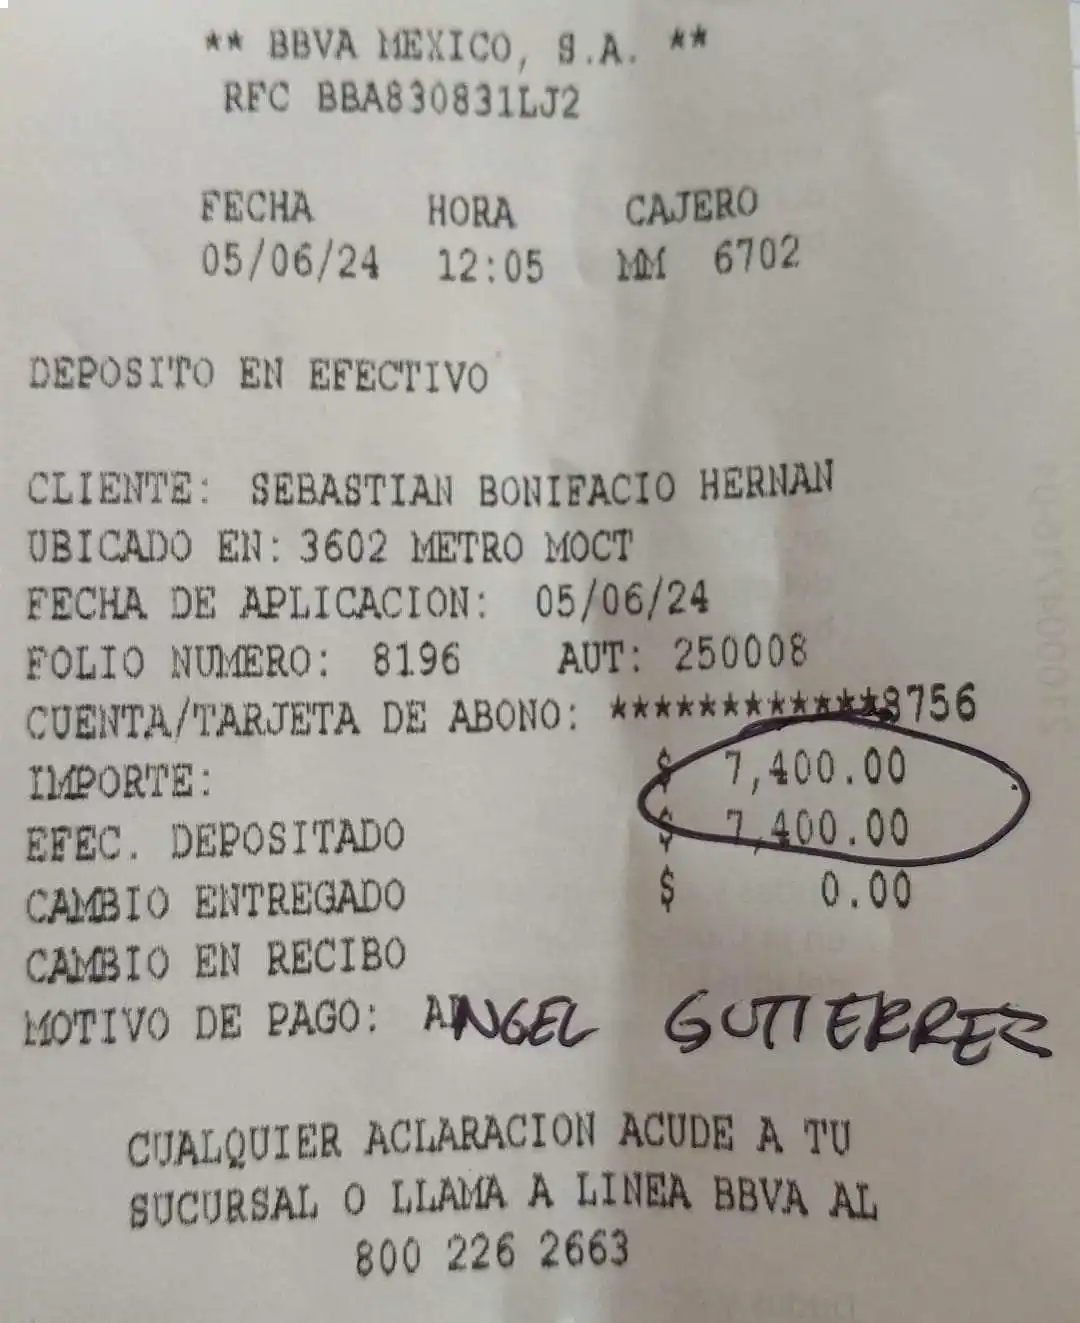 ** BBVA MEXICO, S.A. **
RFC BBA830831LJ2
FECHA HORA CAJERO
05/06/24 12:05 MM 6702
DEPOSITO EN EFECTIVO
CLIENTE: SEBASTIAN BONIFACIO HERNAN
UBICADO EN: 3602 METRO MOCT
FECHA DE APLICACION: 05/06/24
FOLIO NUMERO: 8196 AUT: 250008
CUENTA/TARJETA DE ABONO: ************8756
IMPORTE: $ 7,400.00
EFEC. DEPOSITADO $ 7,400.00
CAMBIO ENTREGADO $ 0.00
CAMBIO EN RECIBO
MOTIVO DE PAGO: ANGEL GUTIERREZ
CUALQUIER ACLARACION ACUDE A TU
SUCURSAL O LLAMA A LINEA BBVA AL
800 226 2663